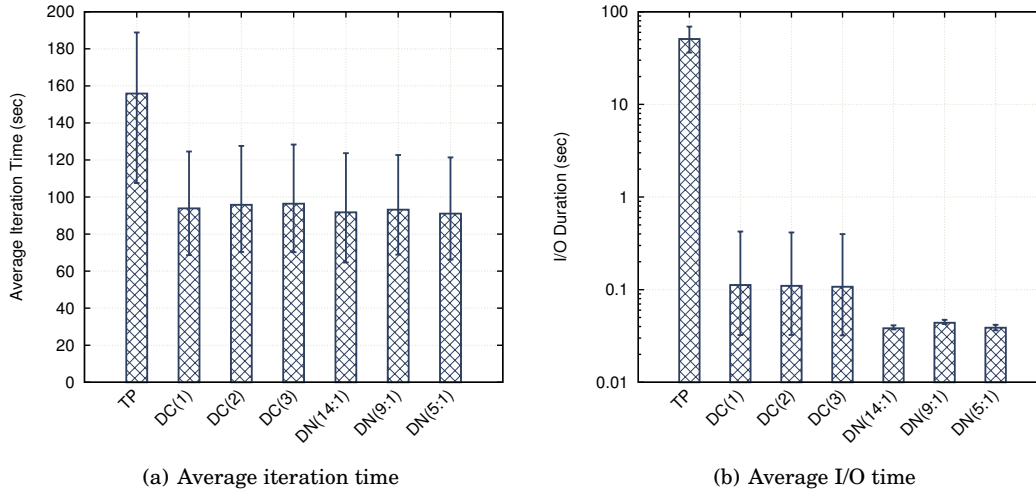 Average Iteration Time (sec)
200
180
160
140
120
100
80
60
40
20
0
TP
DC(1)
DC(2)
DC(3)
DN(14:1)
DN(9:1)
DN(5:1)
(a) Average iteration time
I/O Duration (sec)
100
10
1
0.1
0.01
TP
DC(1)
DC(2)
DC(3)
DN(14:1)
DN(9:1)
DN(5:1)
(b) Average I/O time